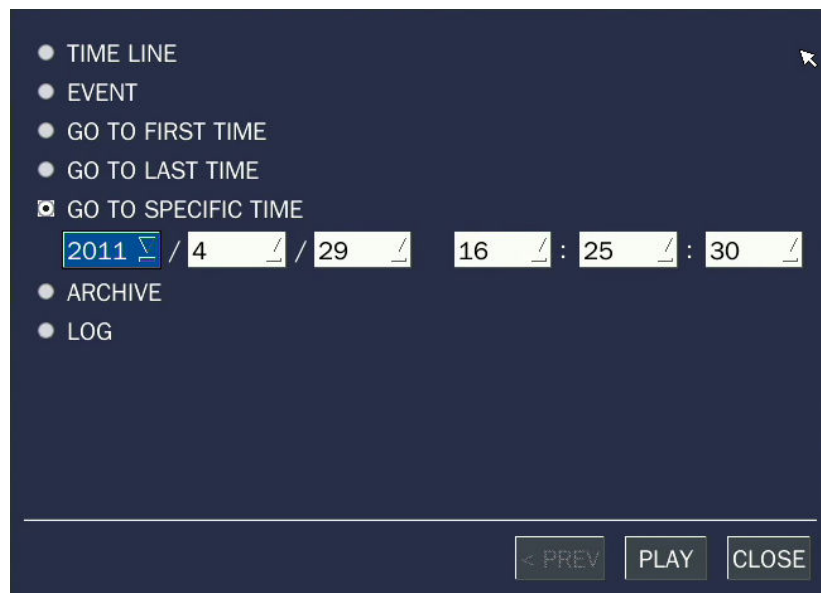 TIME LINE
EVENT
GO TO FIRST TIME
GO TO LAST TIME
GO TO SPECIFIC TIME
2011 / 4 / 29 16 : 25 : 30
ARCHIVE
LOG
< PREV PLAY CLOSE